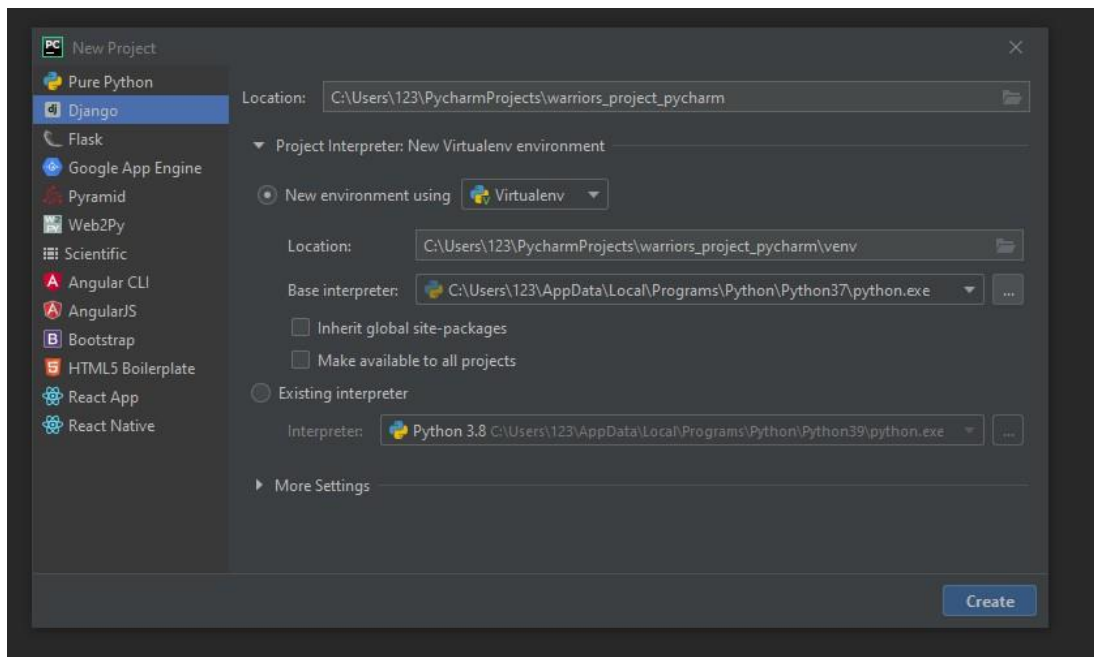 New Project
Pure Python
Django
Flask
Google App Engine
Pyramid
Web2Py
Scientific
Angular CLI
AngularJS
Bootstrap
HTML5 Boilerplate
React App
React Native
Location: C:\Users\123\PycharmProjects\warriors_project_pycharm
Project Interpreter: New Virtualenv environment
New environment using Virtualenv
Location: C:\Users\123\PycharmProjects\warriors_project_pycharm\venv
Base interpreter: C:\Users\123\AppData\Local\Programs\Python\Python37\python.exe ...
Inherit global site-packages
Make available to all projects
Existing interpreter
Interpreter: Python 3.8 C:\Users\123\AppData\Local\Programs\Python\Python39\python.exe ...
More Settings
Create